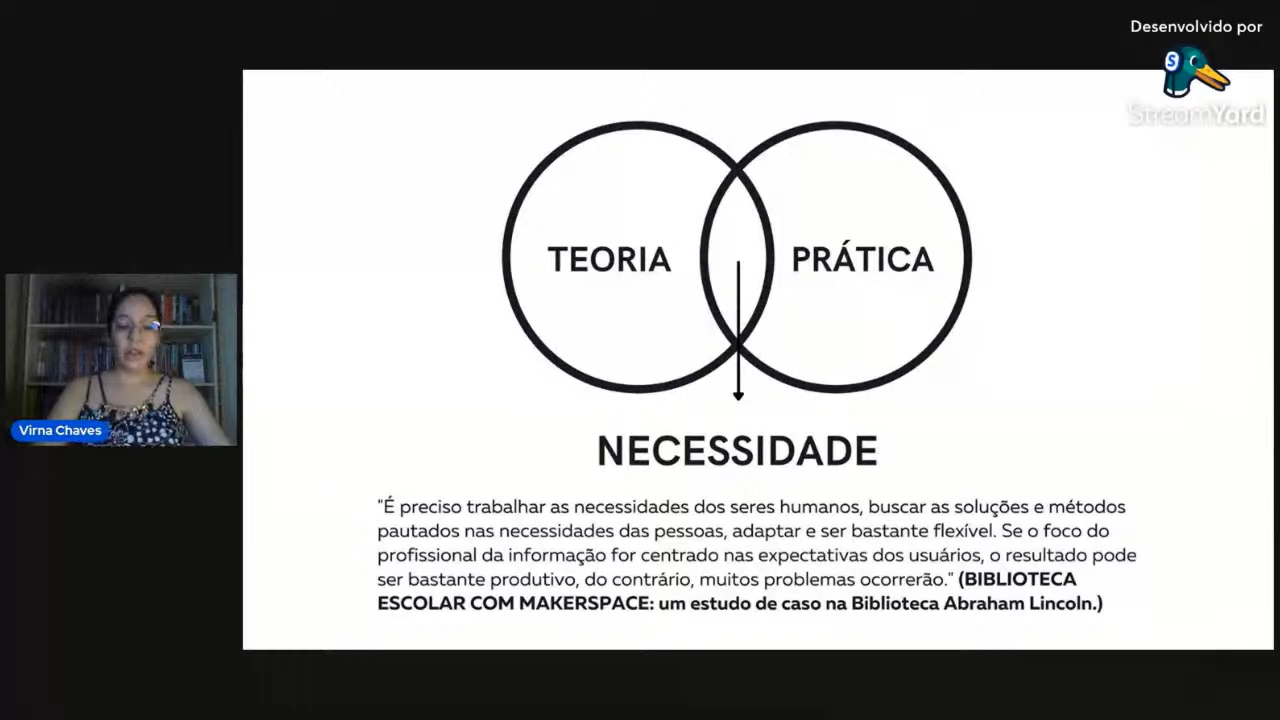 Desenvolvido por
StreamYard
TEORIA
PRÁTICA
NECESSIDADE
"É preciso trabalhar as necessidades dos seres humanos, buscar as soluções e métodos
pautados nas necessidades das pessoas, adaptar e ser bastante flexível. Se o foco do
profissional da informação for centrado nas expectativas dos usuários, o resultado pode
ser bastante produtivo, do contrário, muitos problemas ocorrerão." (BIBLIOTECA
ESCOLAR COM MAKERSPACE: um estudo de caso na Biblioteca Abraham Lincoln.)
Virna Chaves